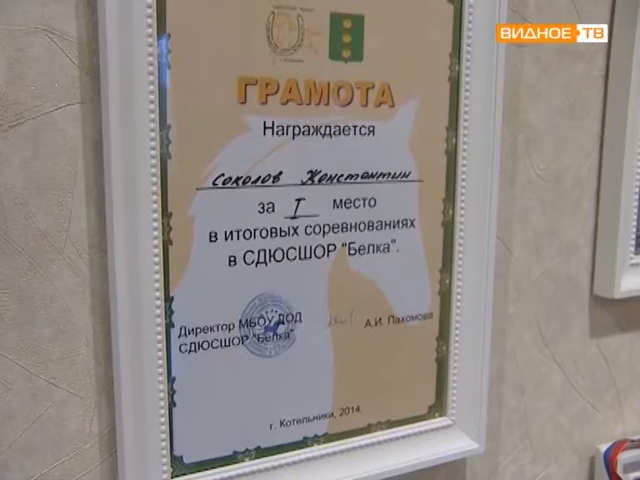 ВИДНОЕ ТВ
ГРАМОТА
Награждается
Соколов Константин
за I место
в итоговых соревнованиях
в СДЮСШОР "Белка".
Директор МБОУ ДОД
СДЮСШОР "Белка"
А.И. Пахомова
г. Котельники, 2014.